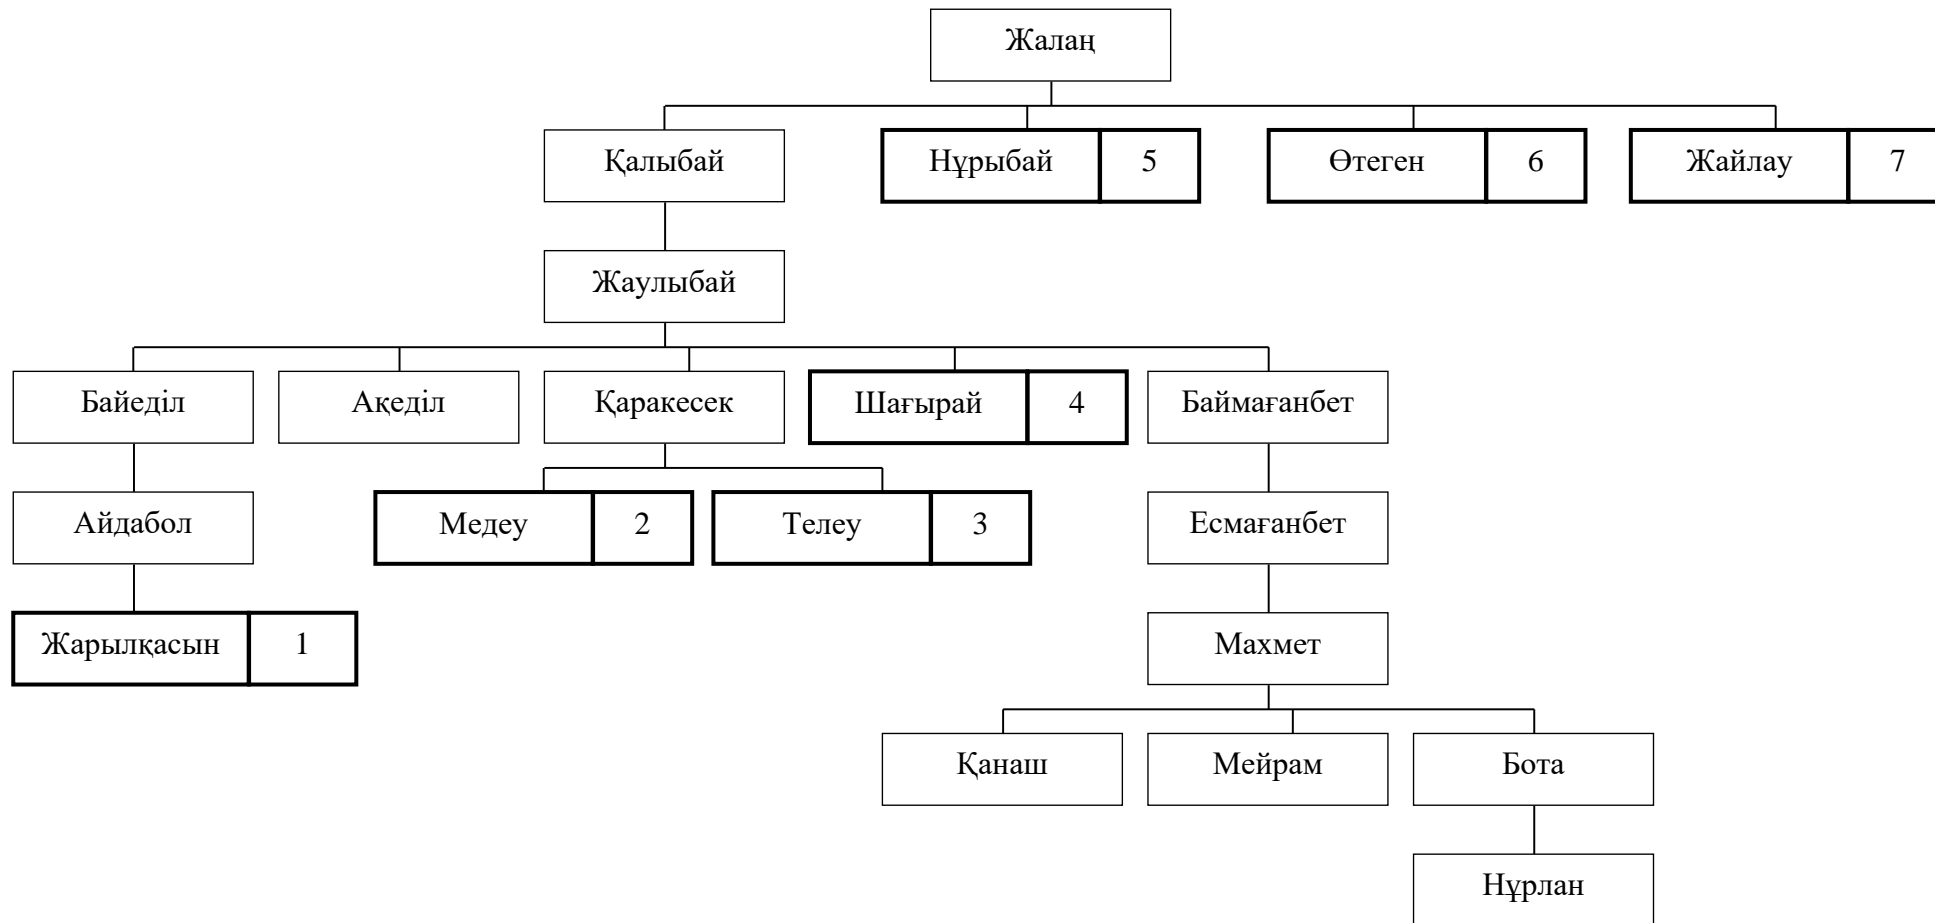 Жалаң
Қалыбай
Нұрыбай 5
Өтеген 6
Жайлау 7
Жаулыбай
Байеділ
Ақеділ
Қаракесек
Шағырай 4
Баймағанбет
Айдабол
Медеу 2
Телеу 3
Есмағанбет
Жарылқасын 1
Махмет
Қанаш
Мейрам
Бота
Нұрлан